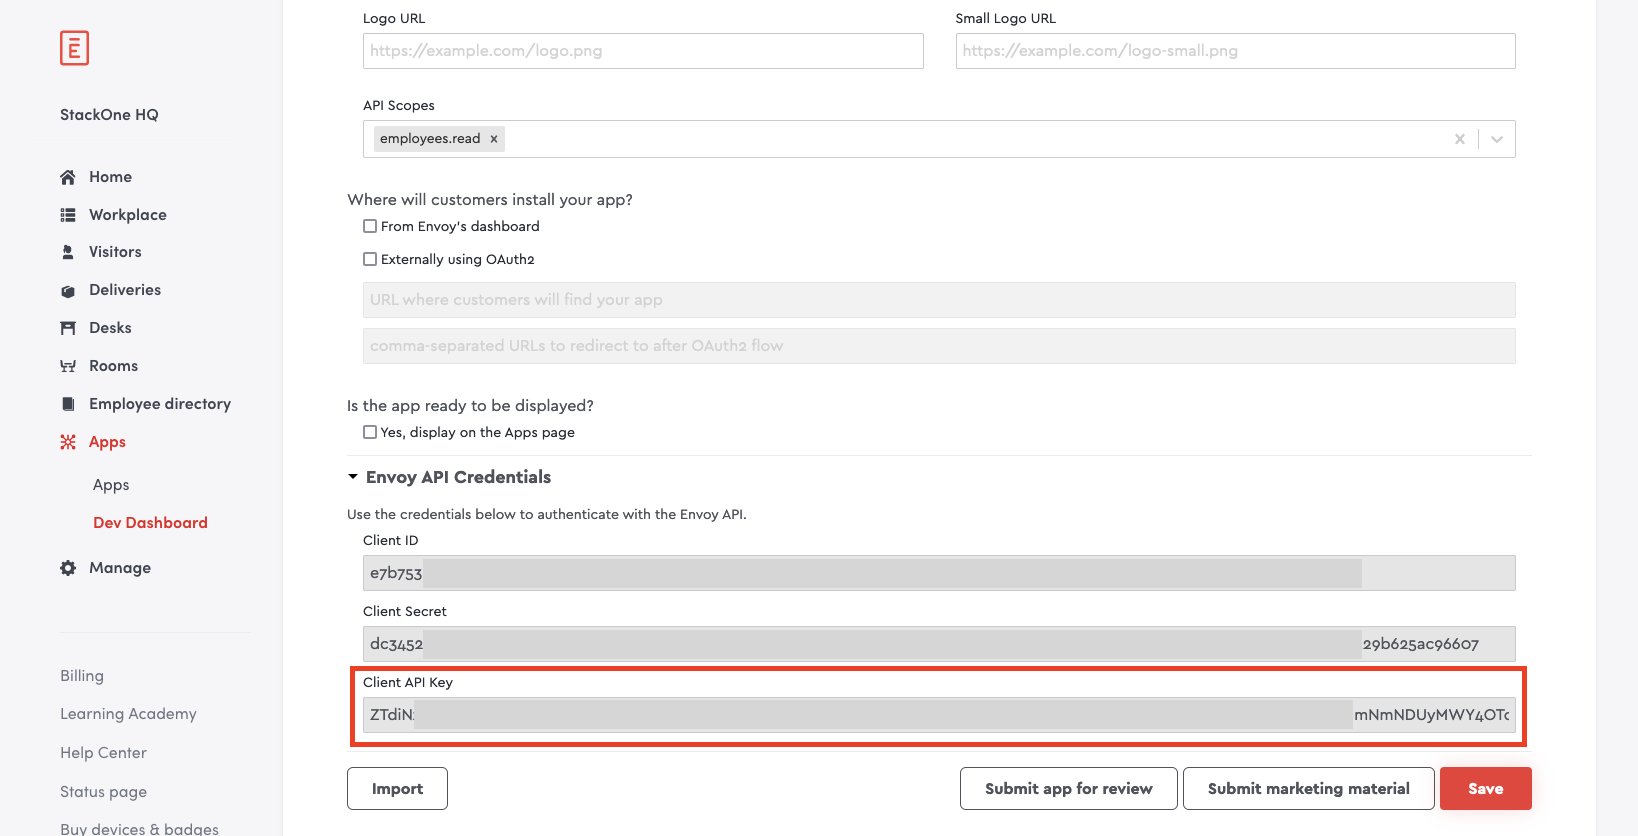 E
StackOne HQ
Home
Workplace
Visitors
Deliveries
Desks
Rooms
Employee directory
Apps
Apps
Dev Dashboard
Manage
Billing
Learning Academy
Help Center
Status page
Buy devices & badges
Logo URL
Small Logo URL
https://example.com/logo.png
https://example.com/logo-small.png
API Scopes
employees.read ×
Where will customers install your app?
From Envoy's dashboard
Externally using OAuth2
URL where customers will find your app
comma-separated URLs to redirect to after OAuth2 flow
Is the app ready to be displayed?
Yes, display on the Apps page
Envoy API Credentials
Use the credentials below to authenticate with the Envoy API.
Client ID
e7b753
Client Secret
dc3452 29b625ac96607
Client API Key
ZTdiN mNmNDUyMWY4OTc
Import
Submit app for review
Submit marketing material
Save